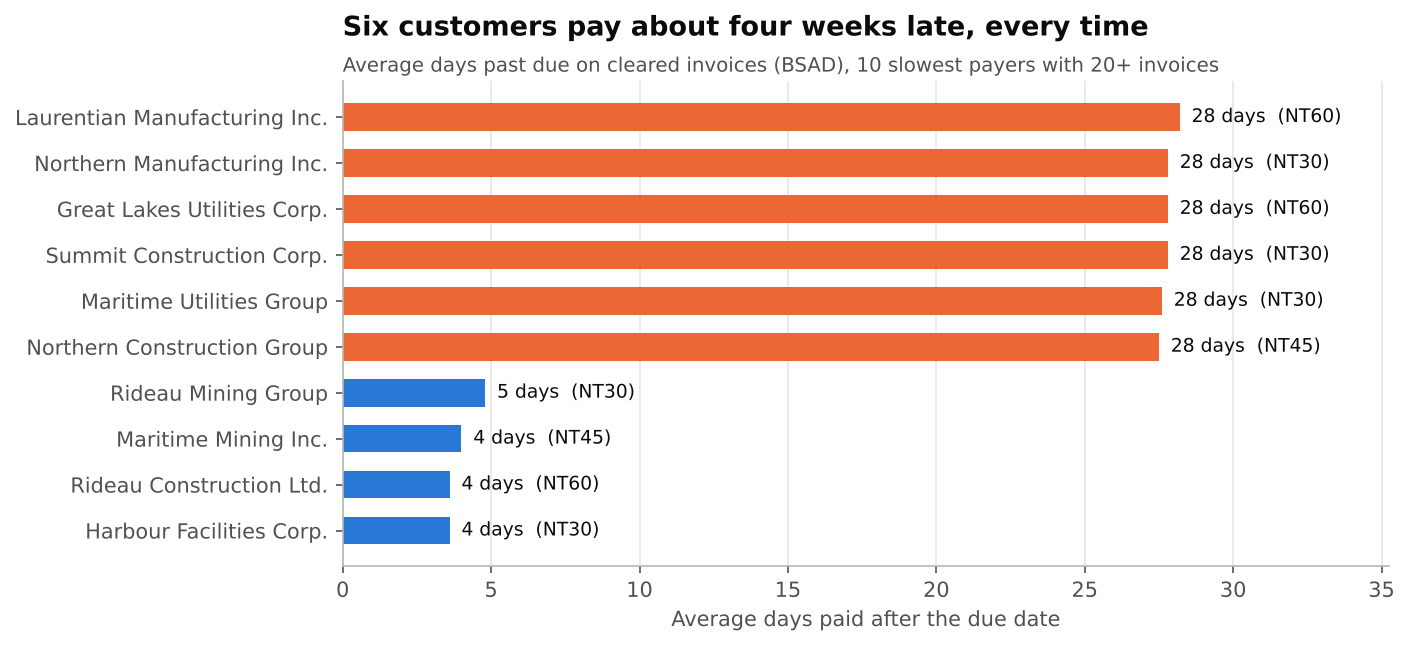 Six customers pay about four weeks late, every time
Average days past due on cleared invoices (BSAD), 10 slowest payers with 20+ invoices
Laurentian Manufacturing Inc. 28 days (NT60)
Northern Manufacturing Inc. 28 days (NT30)
Great Lakes Utilities Corp. 28 days (NT60)
Summit Construction Corp. 28 days (NT30)
Maritime Utilities Group 28 days (NT30)
Northern Construction Group 28 days (NT45)
Rideau Mining Group 5 days (NT30)
Maritime Mining Inc. 4 days (NT45)
Rideau Construction Ltd. 4 days (NT60)
Harbour Facilities Corp. 4 days (NT30)
0 5 10 15 20 25 30 35
Average days paid after the due date